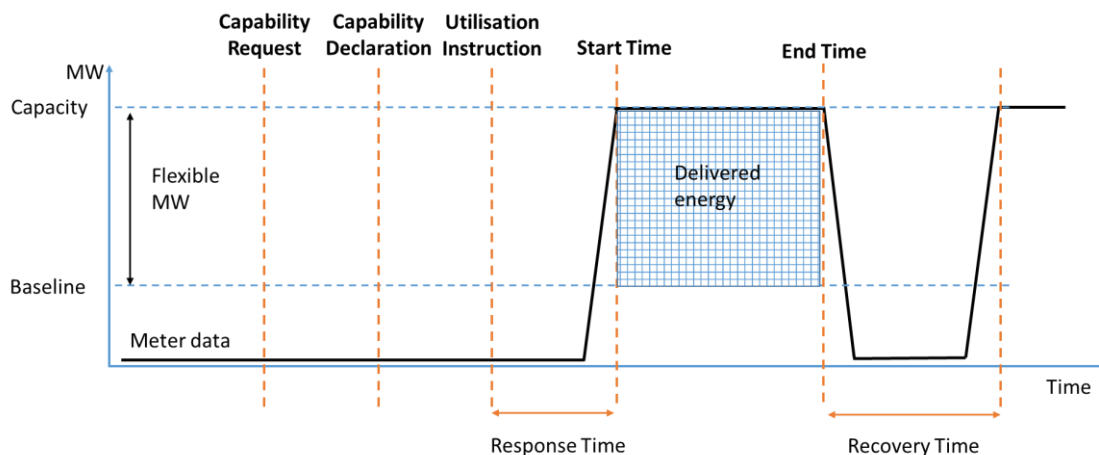 Capability
Request
Capability
Declaration
Utilisation
Instruction
Start Time
End Time
MW
Capacity
Flexible
MW
Delivered
energy
Baseline
Meter data
Time
Response Time
Recovery Time